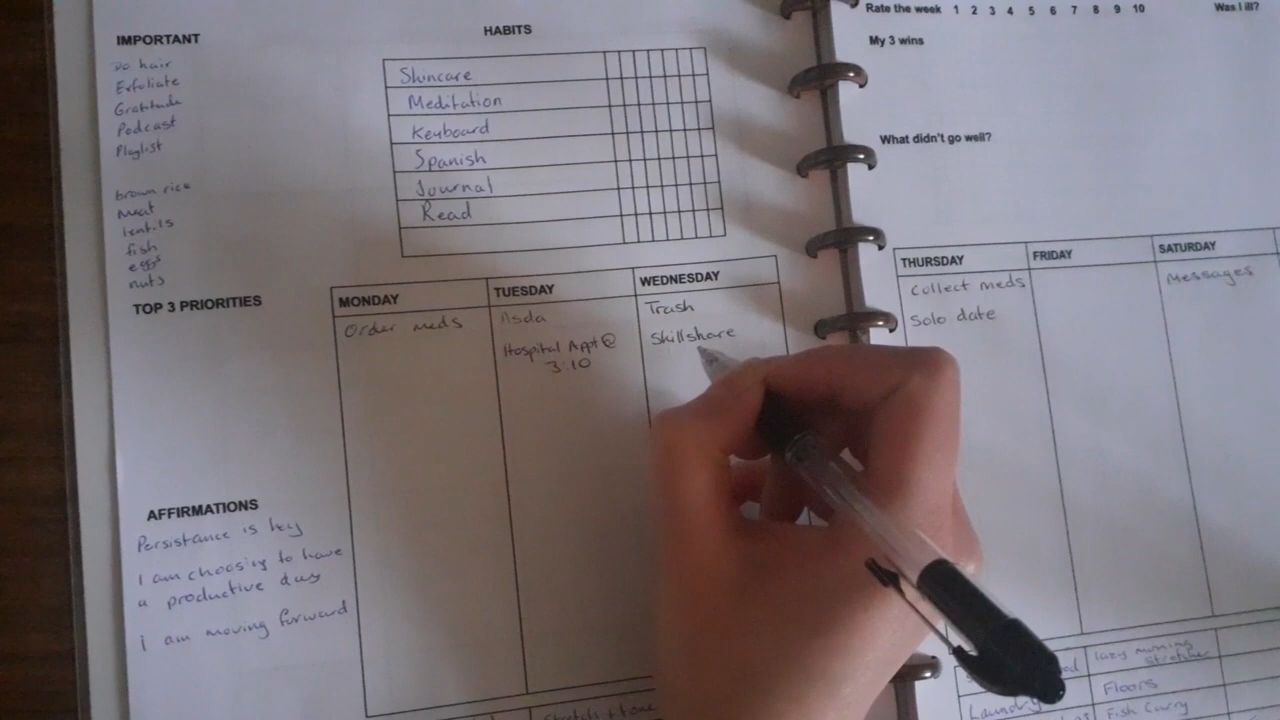 IMPORTANT
Do hair
Exfoliate
Gratitude
Podcast
Playlist
brown rice
meat
lentils
fish
eggs
nuts
HABITS
Skincare
Meditation
Keyboard
Spanish
Journal
Read
TOP 3 PRIORITIES
AFFIRMATIONS
Persistance is key
I am choosing to have
a productive day
i am moving forward
MONDAY
Order meds
TUESDAY
Asda
Hospital Appt @
3:10
WEDNESDAY
Trash
Skillshare
Rate the week 1 2 3 4 5 6 7 8 9 10
Was I ill?
My 3 wins
What didn't go well?
THURSDAY
Collect meds
Solo date
FRIDAY
SATURDAY
Messages
lazy morning
Laundry
Floors
Fish Curry